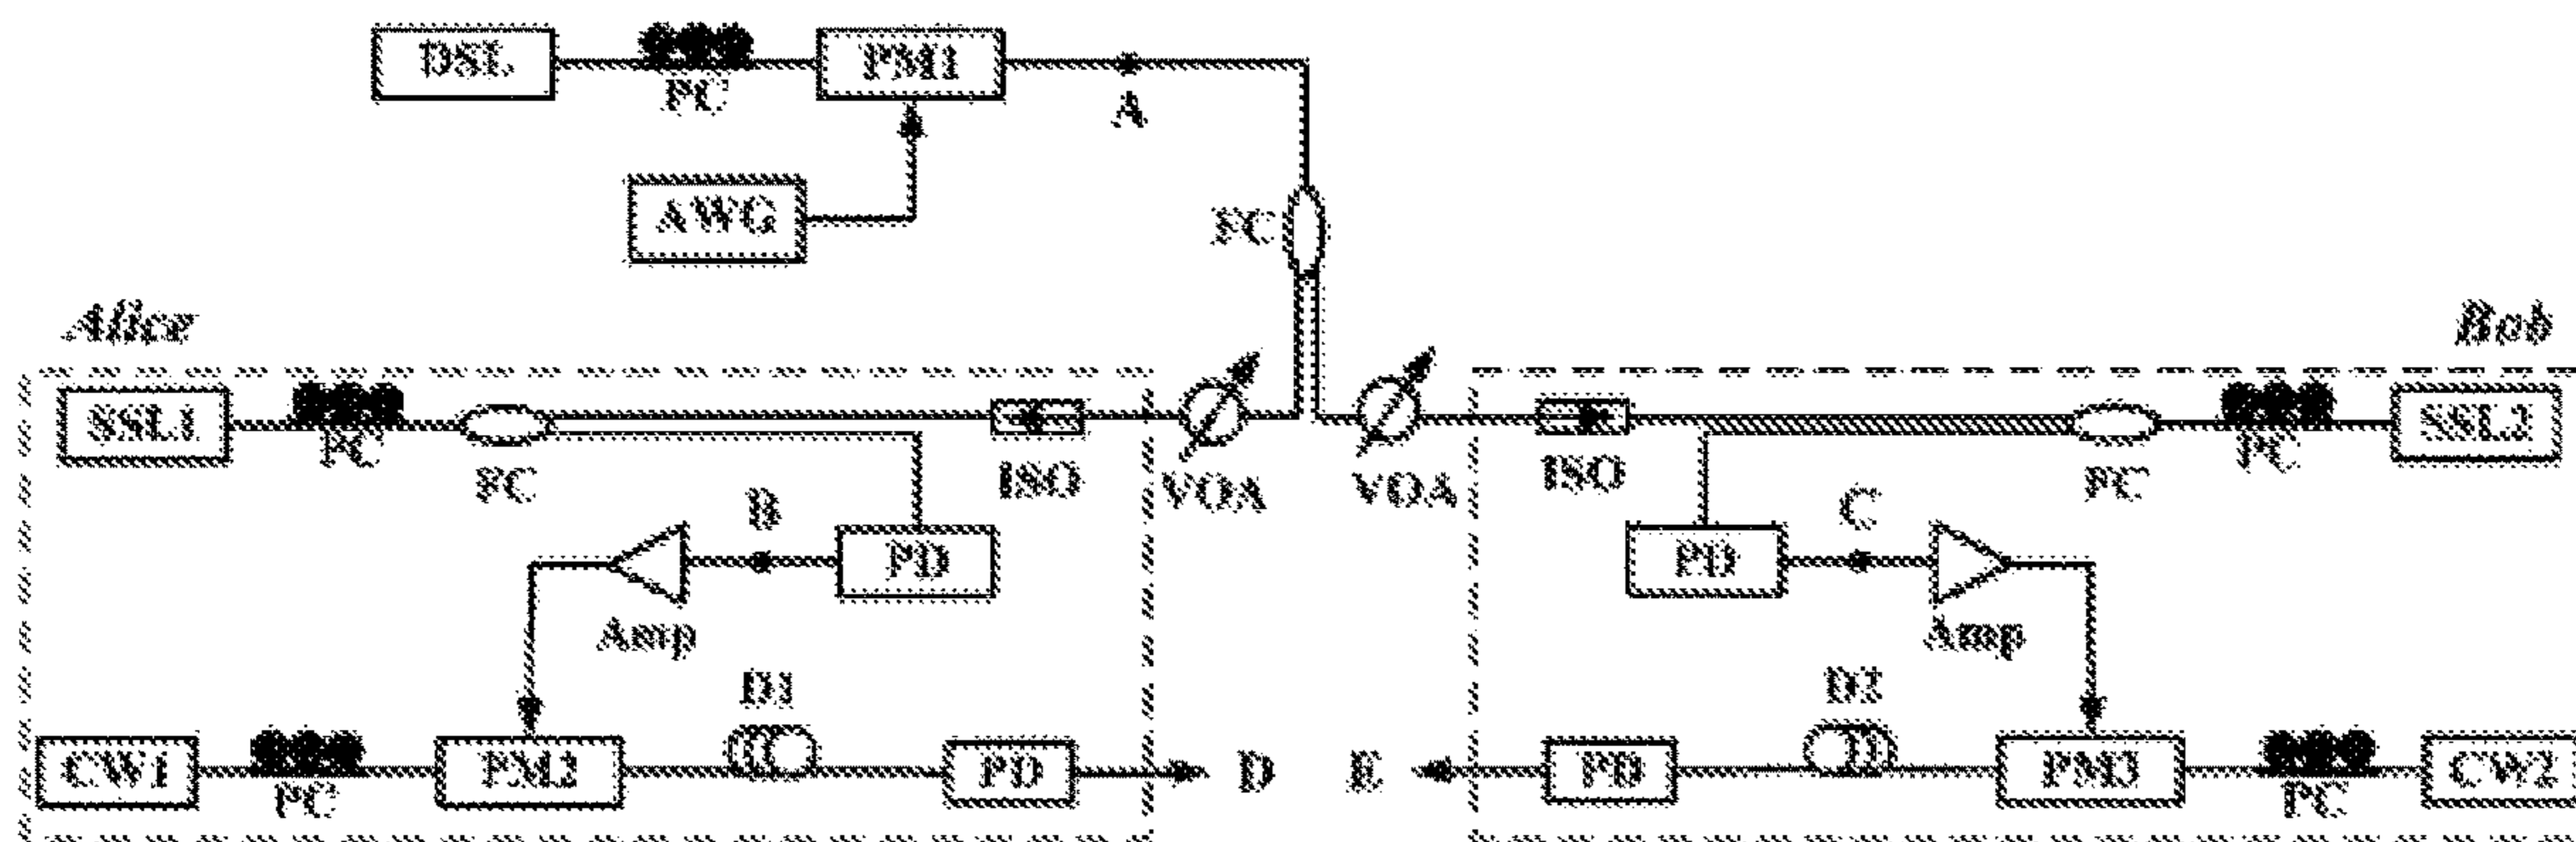 DSL
PC
PM1
A
AWG
FC
Alice
Bob
SSL1
PC
FC
ISO
VOA
VOA
ISO
FC
PC
SSL2
B
PD
Amp
PD
C
Amp
D1
D2
CW1
PC
PM2
PD
D
E
PD
PM3
PC
CW2